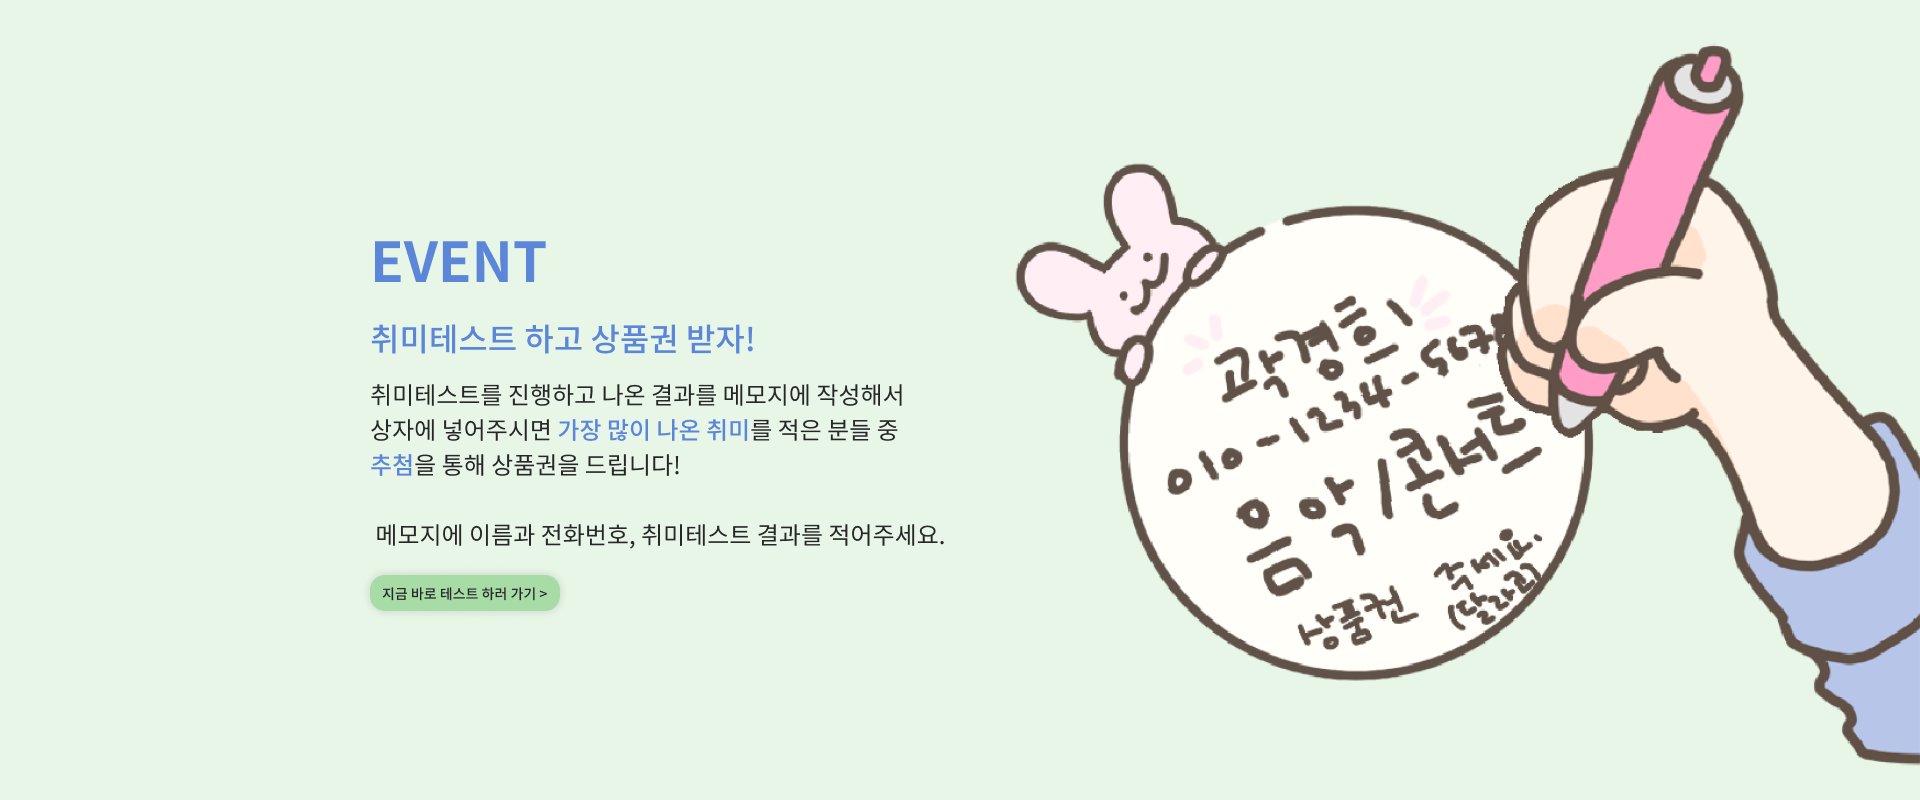 EVENT
취미테스트 하고 상품권 받자!
취미테스트를 진행하고 나온 결과를 메모지에 작성해서
상자에 넣어주시면 가장 많이 나온 취미를 적은 분들 중
추첨을 통해 상품권을 드립니다!
메모지에 이름과 전화번호, 취미테스트 결과를 적어주세요.
지금 바로 테스트 하러 가기 >
곽경희
010-1234-567
음악/콘서트
상품권 주세요.
(달라고)